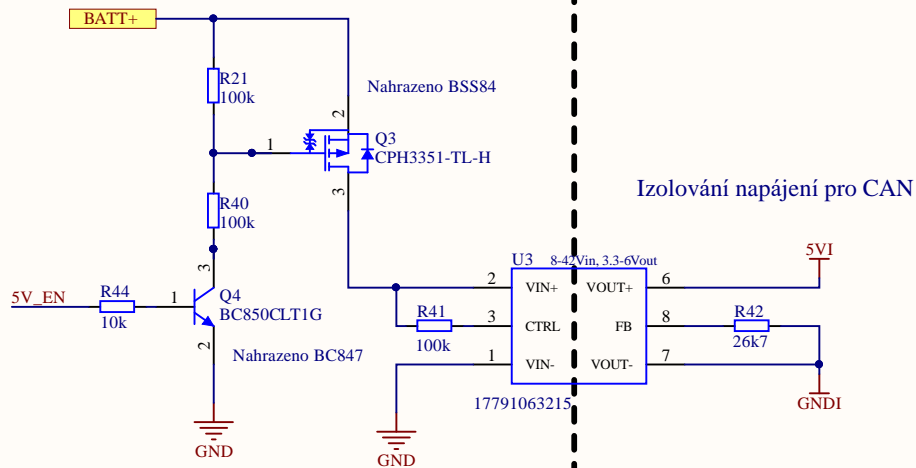 BATT+
R21
100k
Nahrazeno BSS84
2
1
Q3
CPH3351-TL-H
3
R40
100k
Izolování napájení pro CAN
3
5V_EN
R44
10k
1
Q4
BC850CLT1G
2
Nahrazeno BC847
GND
U3
8-42Vin, 3.3-6Vout
5VI
2
VIN+
VOUT+
6
R41
100k
3
CTRL
FB
8
R42
26k7
1
VIN-
VOUT-
7
17791063215
GND
GNDI